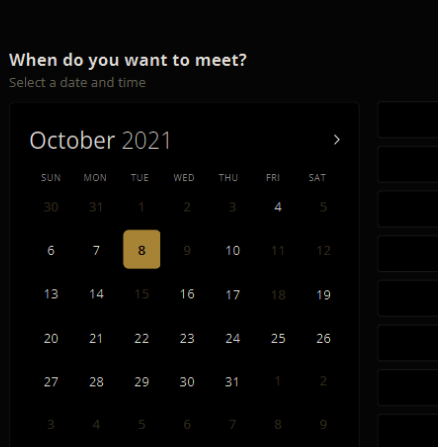 When do you want to meet?
Select a date and time
October 2021
SUN MON TUE WED THU FRI SAT
30 31 1 2 3 4 5
6 7 8 9 10 11 12
13 14 15 16 17 18 19
20 21 22 23 24 25 26
27 28 29 30 31 1 2
3 4 5 6 7 8 9